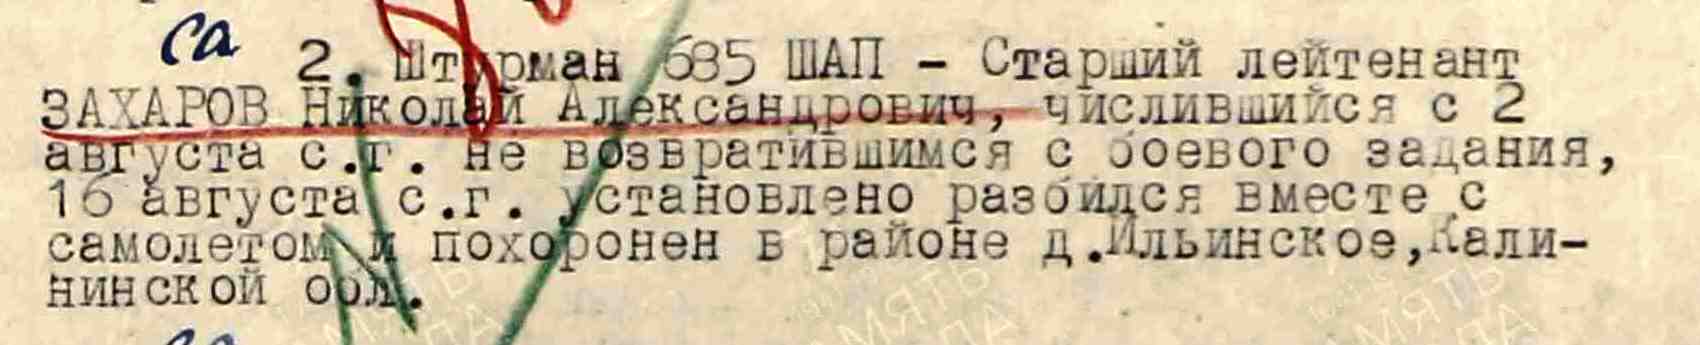 са
2. Штурман 685 ШАП - Старший лейтенант
ЗАХАРОВ Николай Александрович, числившийся с 2
августа с.г. не возвратившимся с боевого задания,
16 августа с.г. установлено разбился вместе с
самолетом и похоронен в районе д.Ильинское,Кали-
нинской обл.